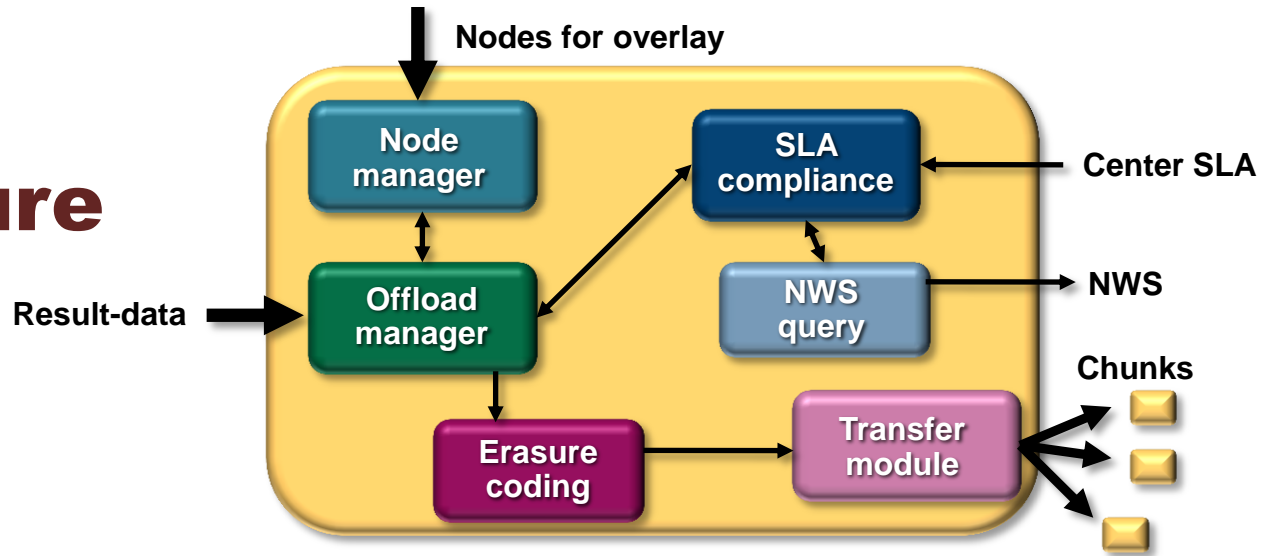 Nodes for overlay
Node
manager
SLA
compliance
Center SLA
ure
Result-data
Offload
manager
NWS
query
NWS
Chunks
Erasure
coding
Transfer
module